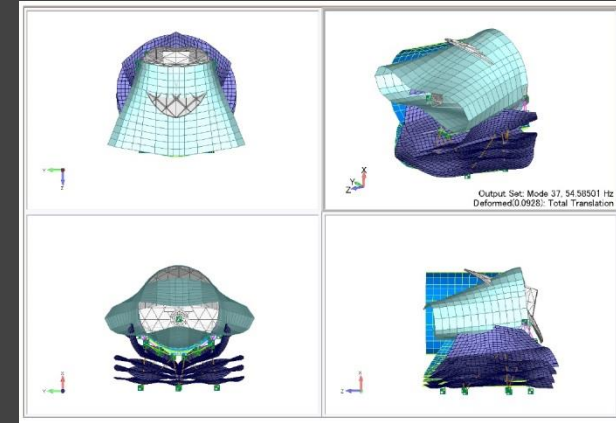 Output Set: Mode 37, 54.58501 Hz
Deformed(0.0928): Total Translation
X
Y
Z